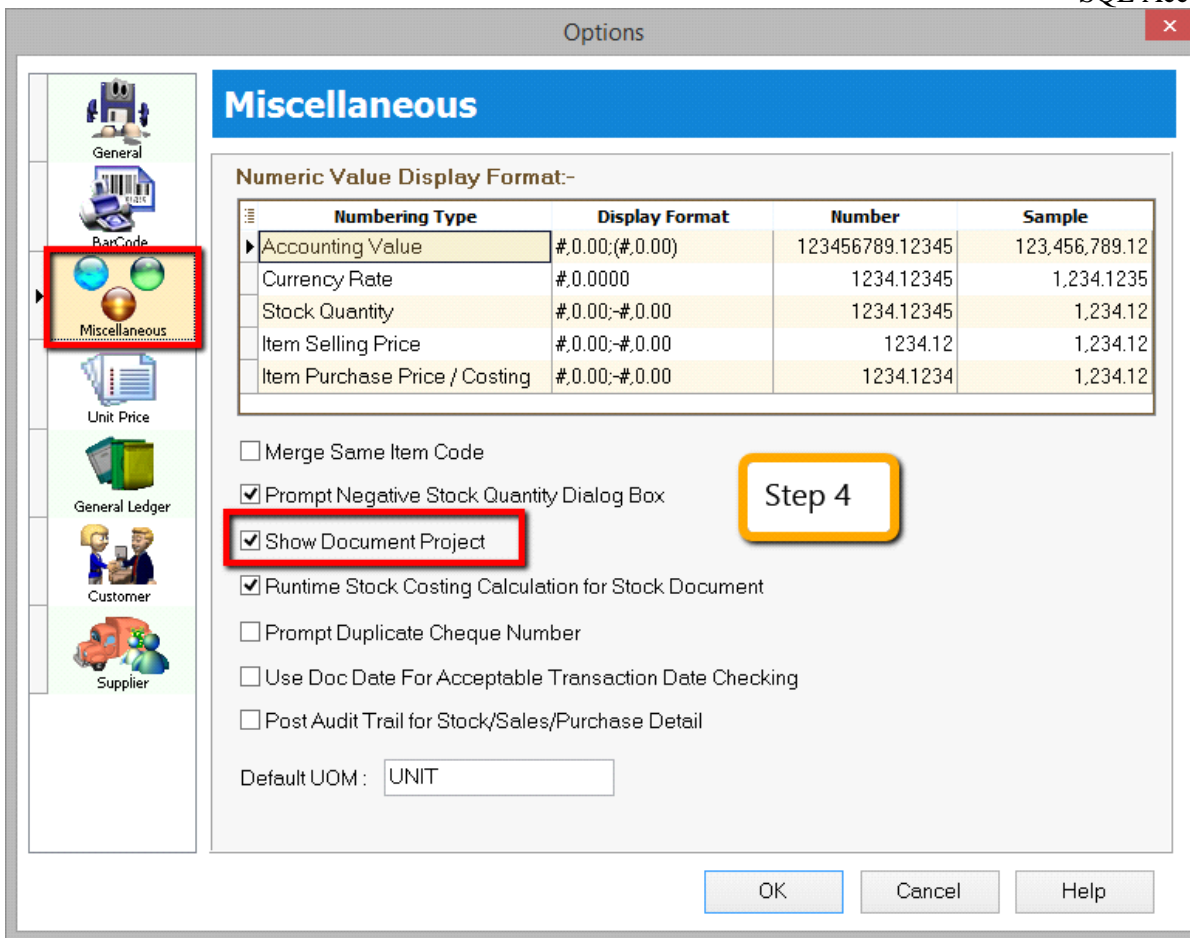 Options
General
BarCode
Miscellaneous
Unit Price
General Ledger
Customer
Supplier
Miscellaneous
Numeric Value Display Format:-
Numbering Type Display Format Number Sample
Accounting Value #,0.00;(#,0.00) 123456789.12345 123,456,789.12
Currency Rate #,0.0000 1234.12345 1,234.1235
Stock Quantity #,0.00;-#,0.00 1234.12345 1,234.12
Item Selling Price #,0.00;-#,0.00 1234.12 1,234.12
Item Purchase Price / Costing #,0.00;-#,0.00 1234.1234 1,234.12
Merge Same Item Code
Prompt Negative Stock Quantity Dialog Box
Step 4
Show Document Project
Runtime Stock Costing Calculation for Stock Document
Prompt Duplicate Cheque Number
Use Doc Date For Acceptable Transaction Date Checking
Post Audit Trail for Stock/Sales/Purchase Detail
Default UOM : UNIT
OK Cancel Help